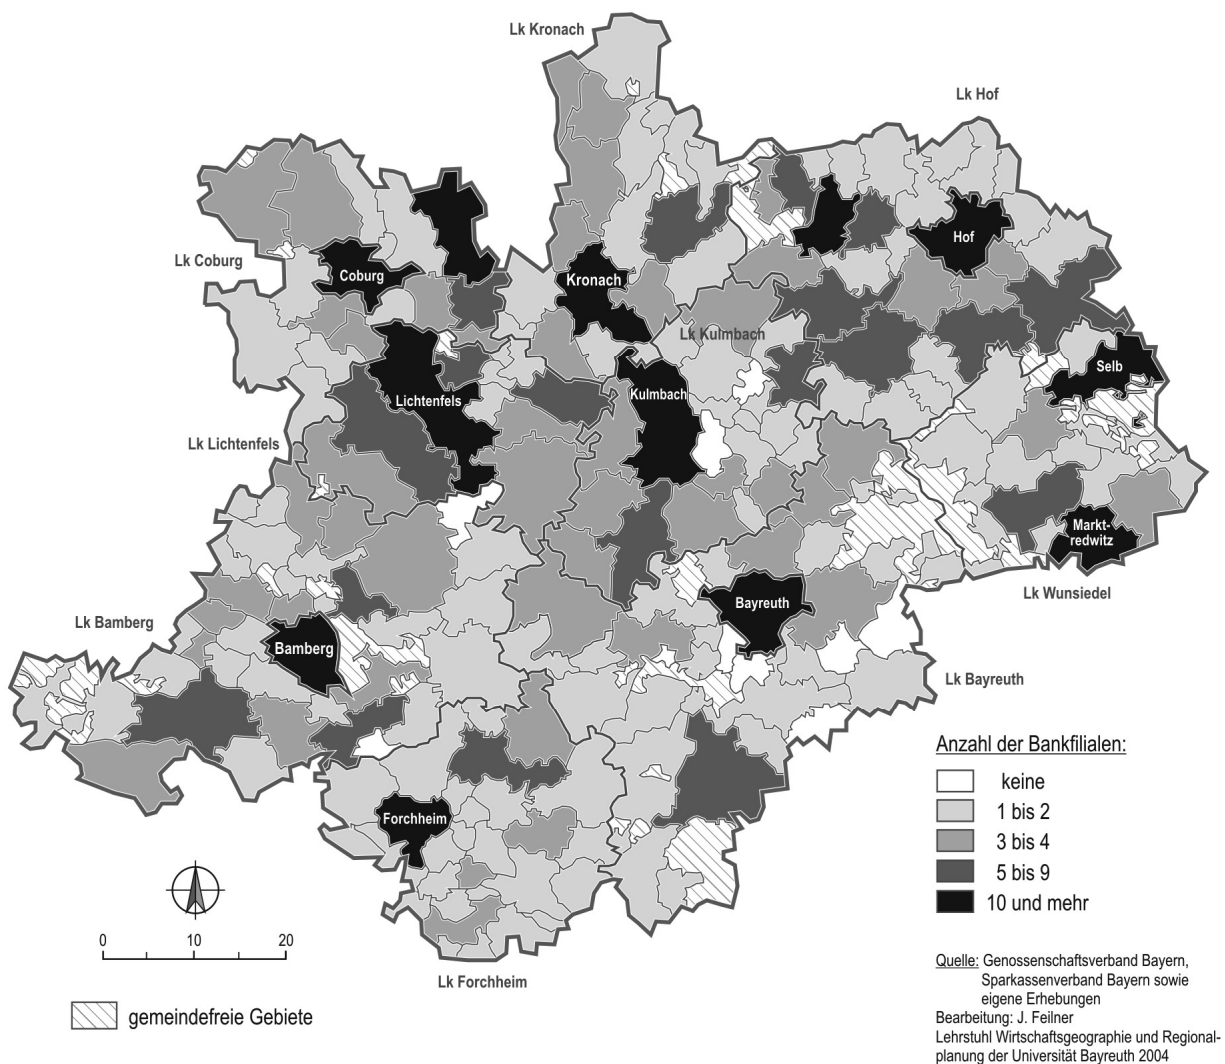 Lk Kronach
Lk Hof
Lk Coburg
Coburg
Kronach
Hof
Lk Kulmbach
Selb
Lichtenfels
Kulmbach
Lk Lichtenfels
Markt-
redwitz
Lk Wunsiedel
Bayreuth
Lk Bamberg
Bamberg
Lk Bayreuth
Forchheim
Lk Forchheim
Anzahl der Bankfilialen:
keine
1 bis 2
3 bis 4
5 bis 9
10 und mehr
0 10 20
gemeindefreie Gebiete
Quelle: Genossenschaftsverband Bayern,
Sparkassenverband Bayern sowie
eigene Erhebungen
Bearbeitung: J. Feilner
Lehrstuhl Wirtschaftsgeographie und Regional-
planung der Universität Bayreuth 2004